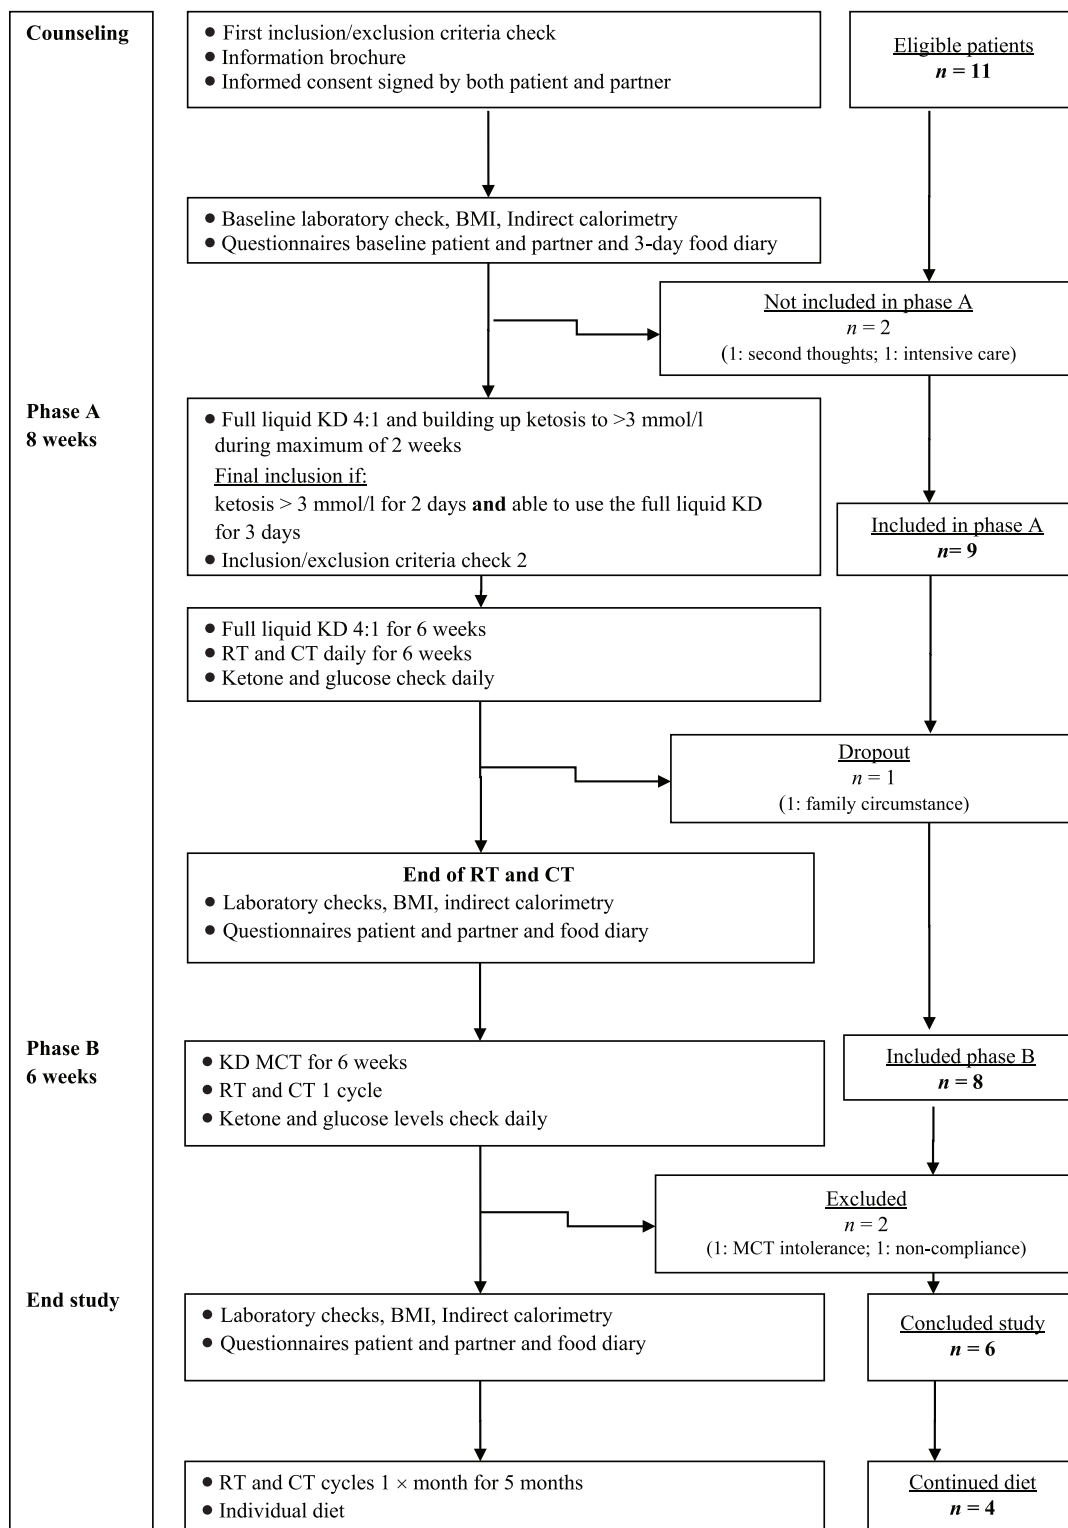 Counseling
● First inclusion/exclusion criteria check
● Information brochure
● Informed consent signed by both patient and partner
Eligible patients
n = 11
● Baseline laboratory check, BMI, Indirect calorimetry
● Questionnaires baseline patient and partner and 3-day food diary
Not included in phase A
n = 2
(1: second thoughts; 1: intensive care)
Phase A
8 weeks
● Full liquid KD 4:1 and building up ketosis to >3 mmol/l
during maximum of 2 weeks
Final inclusion if:
ketosis > 3 mmol/l for 2 days and able to use the full liquid KD
for 3 days
● Inclusion/exclusion criteria check 2
Included in phase A
n= 9
● Full liquid KD 4:1 for 6 weeks
● RT and CT daily for 6 weeks
● Ketone and glucose check daily
Dropout
n = 1
(1: family circumstance)
End of RT and CT
● Laboratory checks, BMI, indirect calorimetry
● Questionnaires patient and partner and food diary
Phase B
6 weeks
● KD MCT for 6 weeks
● RT and CT 1 cycle
● Ketone and glucose levels check daily
Included phase B
n = 8
Excluded
n = 2
(1: MCT intolerance; 1: non-compliance)
End study
● Laboratory checks, BMI, Indirect calorimetry
● Questionnaires patient and partner and food diary
Concluded study
n = 6
● RT and CT cycles 1 × month for 5 months
● Individual diet
Continued diet
n = 4